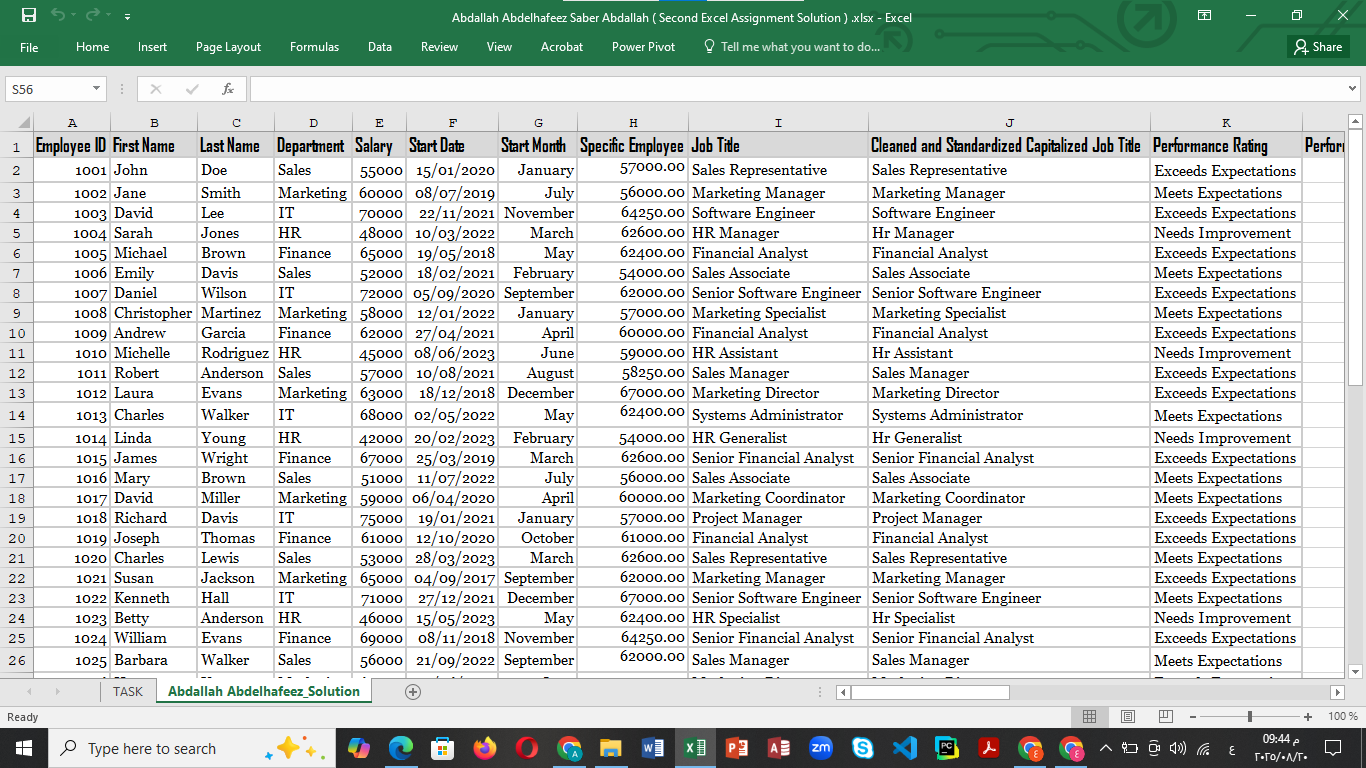 Abdallah Abdelhafeez Saber Abdallah ( Second Excel Assignment Solution ) .xlsx - Excel
File Home Insert Page Layout Formulas Data Review View Acrobat Power Pivot Tell me what you want to do... Share
S56 fx
A B C D E F G H I J K
1 Employee ID First Name Last Name Department Salary Start Date Start Month Specific Employee Job Title Cleaned and Standardized Capitalized Job Title Performance Rating Perfor
2 1001 John Doe Sales 55000 15/01/2020 January 57000.00 Sales Representative Sales Representative Exceeds Expectations
3 1002 Jane Smith Marketing 60000 08/07/2019 July 56000.00 Marketing Manager Marketing Manager Meets Expectations
4 1003 David Lee IT 70000 22/11/2021 November 64250.00 Software Engineer Software Engineer Exceeds Expectations
5 1004 Sarah Jones HR 48000 10/03/2022 March 62600.00 HR Manager Hr Manager Needs Improvement
6 1005 Michael Brown Finance 65000 19/05/2018 May 62400.00 Financial Analyst Financial Analyst Exceeds Expectations
7 1006 Emily Davis Sales 52000 18/02/2021 February 54000.00 Sales Associate Sales Associate Meets Expectations
8 1007 Daniel Wilson IT 72000 05/09/2020 September 62000.00 Senior Software Engineer Senior Software Engineer Exceeds Expectations
9 1008 Christopher Martinez Marketing 58000 12/01/2022 January 57000.00 Marketing Specialist Marketing Specialist Meets Expectations
10 1009 Andrew Garcia Finance 62000 27/04/2021 April 60000.00 Financial Analyst Financial Analyst Exceeds Expectations
11 1010 Michelle Rodriguez HR 45000 08/06/2023 June 59000.00 HR Assistant Hr Assistant Needs Improvement
12 1011 Robert Anderson Sales 57000 10/08/2021 August 58250.00 Sales Manager Sales Manager Exceeds Expectations
13 1012 Laura Evans Marketing 63000 18/12/2018 December 67000.00 Marketing Director Marketing Director Exceeds Expectations
14 1013 Charles Walker IT 68000 02/05/2022 May 62400.00 Systems Administrator Systems Administrator Meets Expectations
15 1014 Linda Young HR 42000 20/02/2023 February 54000.00 HR Generalist Hr Generalist Needs Improvement
16 1015 James Wright Finance 67000 25/03/2019 March 62600.00 Senior Financial Analyst Senior Financial Analyst Exceeds Expectations
17 1016 Mary Brown Sales 51000 11/07/2022 July 56000.00 Sales Associate Sales Associate Meets Expectations
18 1017 David Miller Marketing 59000 06/04/2020 April 60000.00 Marketing Coordinator Marketing Coordinator Meets Expectations
19 1018 Richard Davis IT 75000 19/01/2021 January 57000.00 Project Manager Project Manager Exceeds Expectations
20 1019 Joseph Thomas Finance 61000 12/10/2020 October 61000.00 Financial Analyst Financial Analyst Exceeds Expectations
21 1020 Charles Lewis Sales 53000 28/03/2023 March 62600.00 Sales Representative Sales Representative Meets Expectations
22 1021 Susan Jackson Marketing 65000 04/09/2017 September 62000.00 Marketing Manager Marketing Manager Exceeds Expectations
23 1022 Kenneth Hall IT 71000 27/12/2021 December 67000.00 Senior Software Engineer Senior Software Engineer Meets Expectations
24 1023 Betty Anderson HR 46000 15/05/2023 May 62400.00 HR Specialist Hr Specialist Needs Improvement
25 1024 William Evans Finance 69000 08/11/2018 November 64250.00 Senior Financial Analyst Senior Financial Analyst Exceeds Expectations
26 1025 Barbara Walker Sales 56000 21/09/2022 September 62000.00 Sales Manager Sales Manager Meets Expectations
TASK Abdallah Abdelhafeez_Solution
Ready 100 %
Type here to search ع 09:44 م
٢٠٢٥/٠٨/٢٠